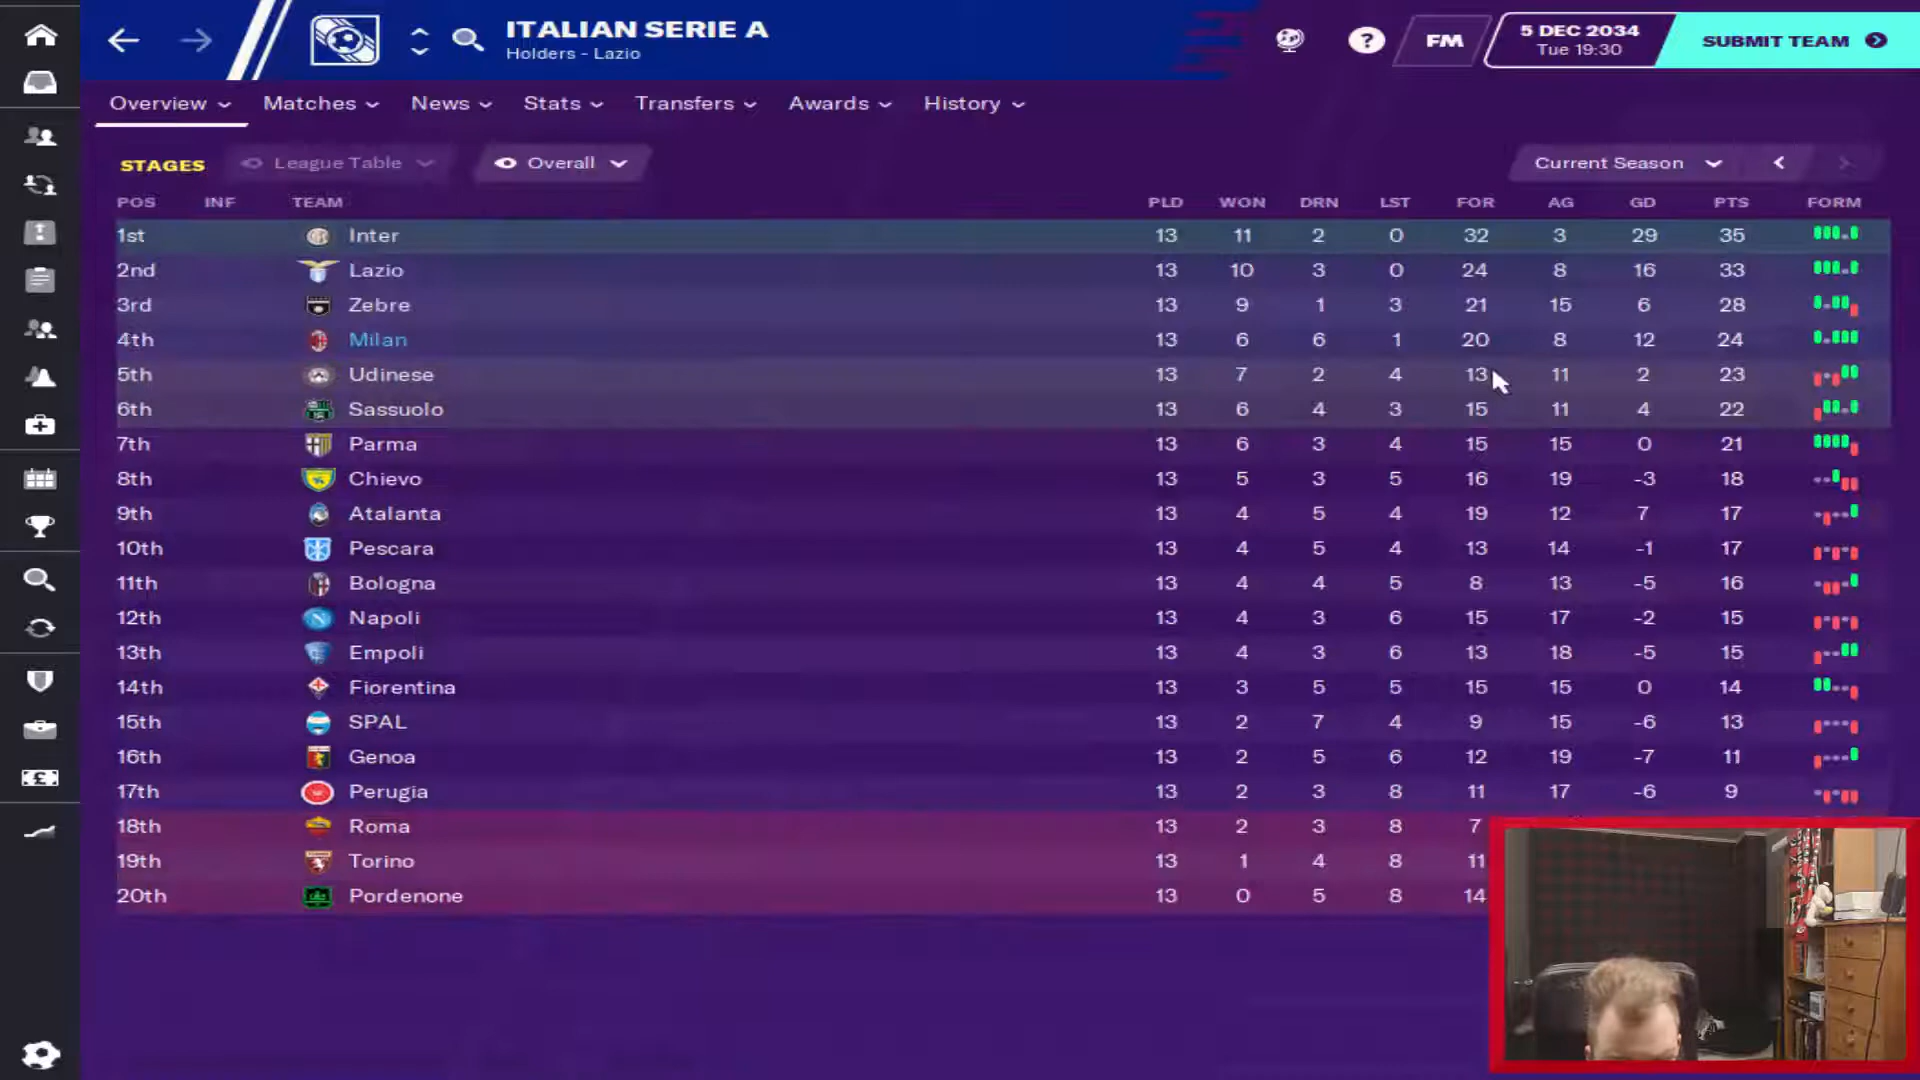 ITALIAN SERIE A
Holders - Lazio
FM
5 DEC 2034
Tue 19:30
SUBMIT TEAM
Overview Matches News Stats Transfers Awards History
STAGES League Table Overall Current Season
POS INF TEAM PLD WON DRN LST FOR AG GD PTS FORM
1st Inter 13 11 2 0 32 3 29 35
2nd Lazio 13 10 3 0 24 8 16 33
3rd Zebre 13 9 1 3 21 15 6 28
4th Milan 13 6 6 1 20 8 12 24
5th Udinese 13 7 2 4 13 11 2 23
6th Sassuolo 13 6 4 3 15 11 4 22
7th Parma 13 6 3 4 15 15 0 21
8th Chievo 13 5 3 5 16 19 -3 18
9th Atalanta 13 4 5 4 19 12 7 17
10th Pescara 13 4 5 4 13 14 -1 17
11th Bologna 13 4 4 5 8 13 -5 16
12th Napoli 13 4 3 6 15 17 -2 15
13th Empoli 13 4 3 6 13 18 -5 15
14th Fiorentina 13 3 5 5 15 15 0 14
15th SPAL 13 2 7 4 9 15 -6 13
16th Genoa 13 2 5 6 12 19 -7 11
17th Perugia 13 2 3 8 11 17 -6 9
18th Roma 13 2 3 8 7
19th Torino 13 1 4 8 11
20th Pordenone 13 0 5 8 14